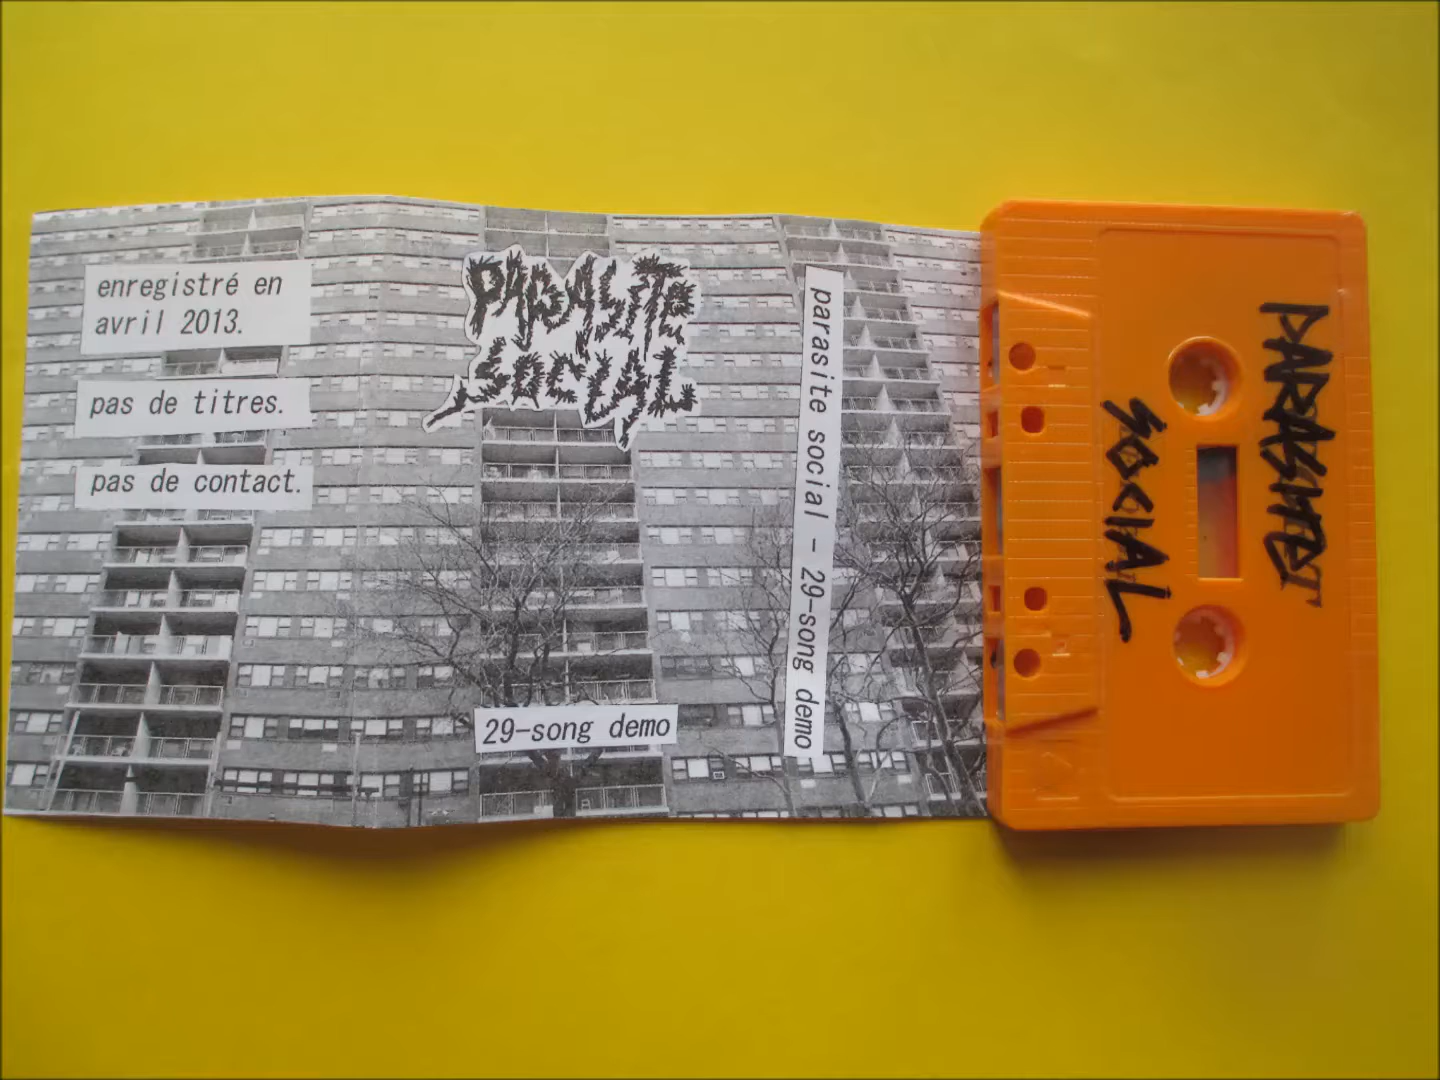 enregistré en
avril 2013.
pas de titres.
pas de contact.
PARASITE
SOCIAL
29-song demo
parasite social - 29-song demo
PARASITE
SOCIAL